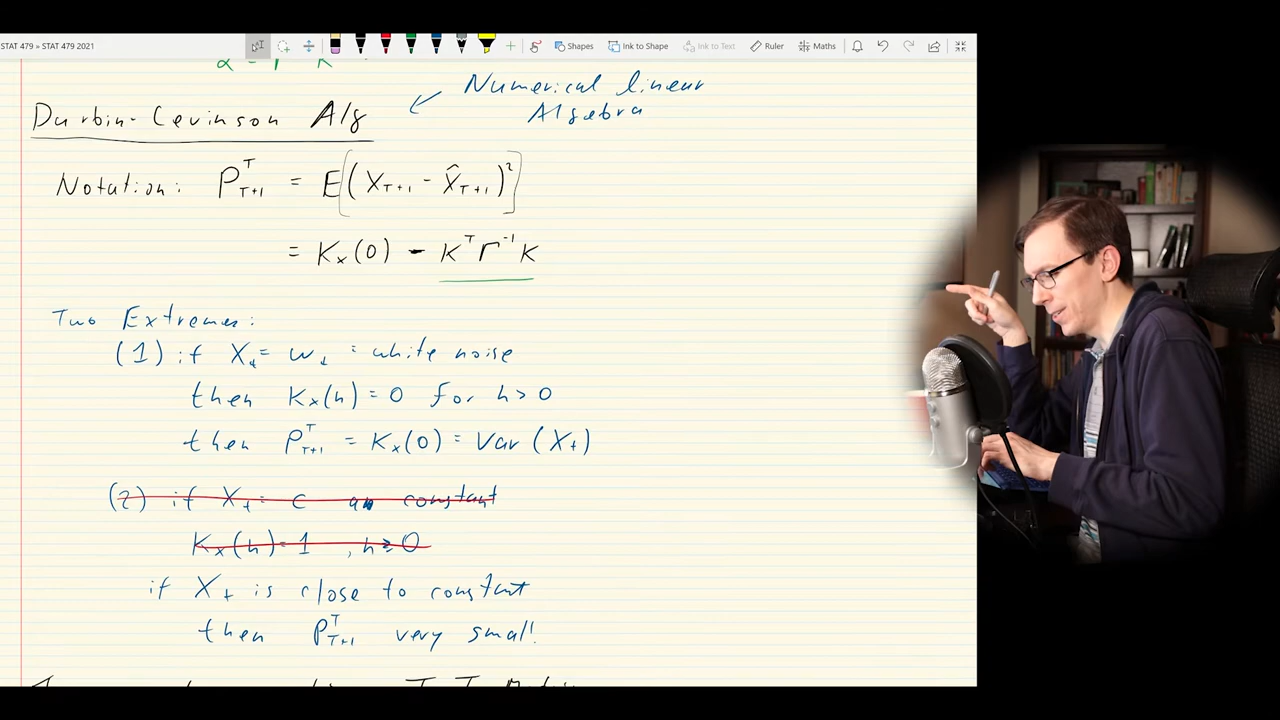 STAT 479 » STAT 479 2021
Shapes Ink to Shape Ink to Text Ruler Maths
Numerical linear
Algebra
Durbin-Levinson Alg
Notation: P^T_{T+1} = E[(X_{T+1} - X̂_{T+1})^2]
= K_x(0) - K^T Γ^{-1} K
Two Extremes:
(1) if X_t = w_t = white noise
then K_x(h) = 0 for h > 0
then P^T_{T+1} = K_x(0) = Var(X_t)
(2) if X_t = c a constant
K_x(h) = 1 , h ≥ 0
if X_t is close to constant
then P^T_{T+1} very small.